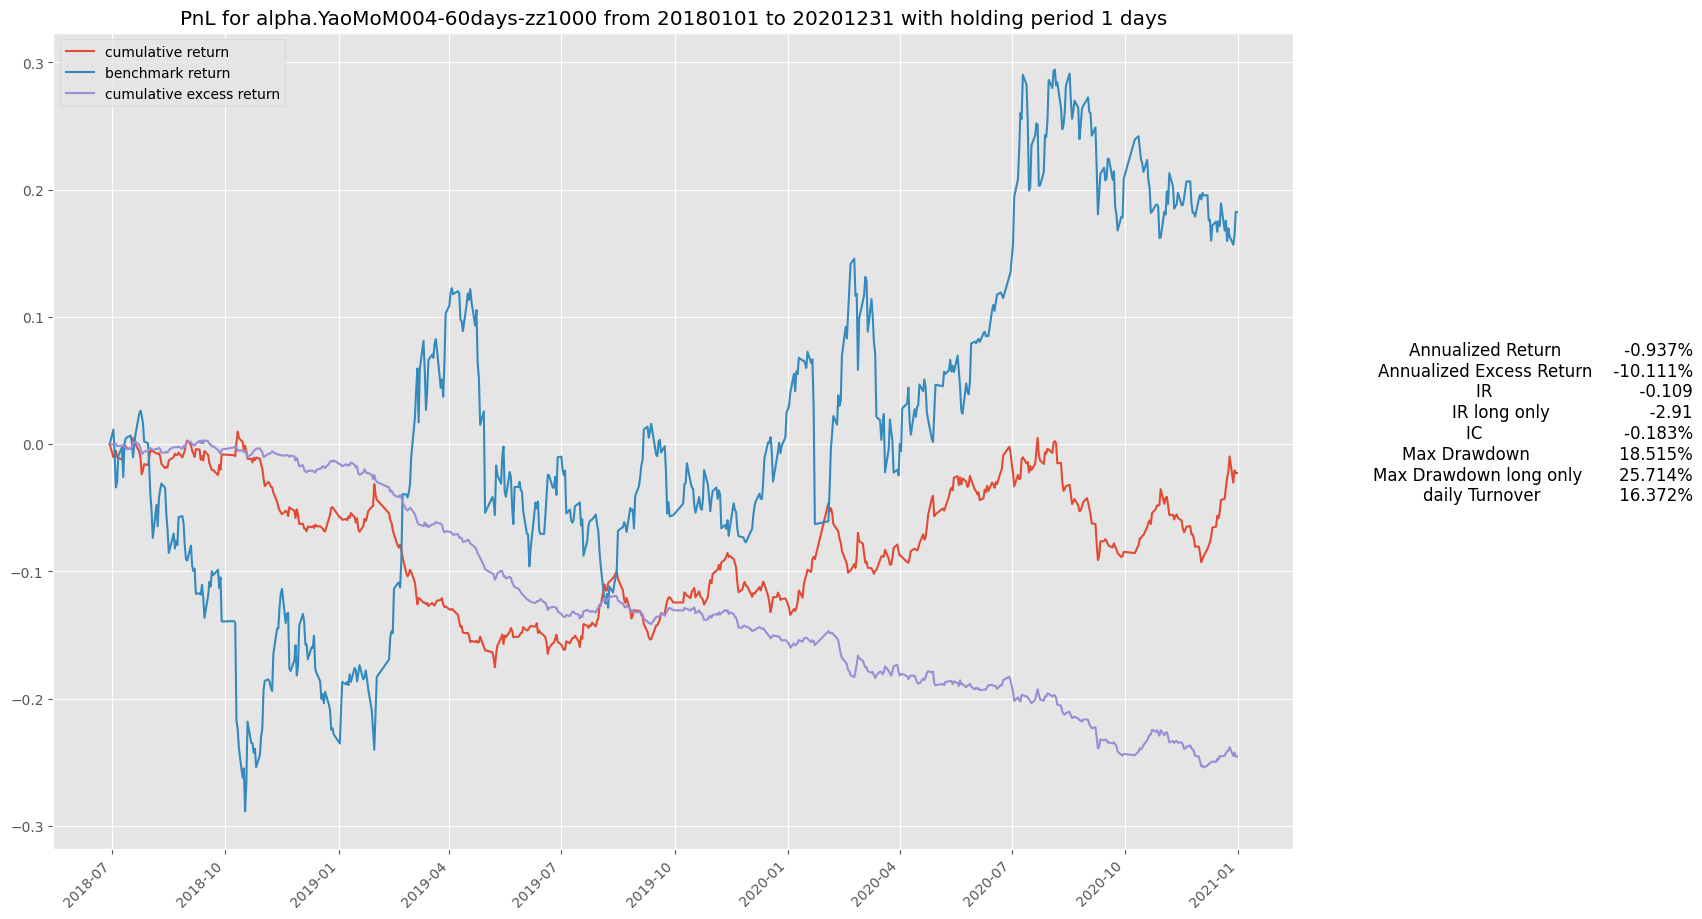 PnL for alpha.YaoMoM004-60days-zz1000 from 20180101 to 20201231 with holding period 1 days
cumulative return
benchmark return
cumulative excess return
0.3
0.2
0.1
0.0
−0.1
−0.2
−0.3
2018-07
2018-10
2019-01
2019-04
2019-07
2019-10
2020-01
2020-04
2020-07
2020-10
2021-01
Annualized Return -0.937%
Annualized Excess Return -10.111%
IR -0.109
IR long only -2.91
IC -0.183%
Max Drawdown 18.515%
Max Drawdown long only 25.714%
daily Turnover 16.372%